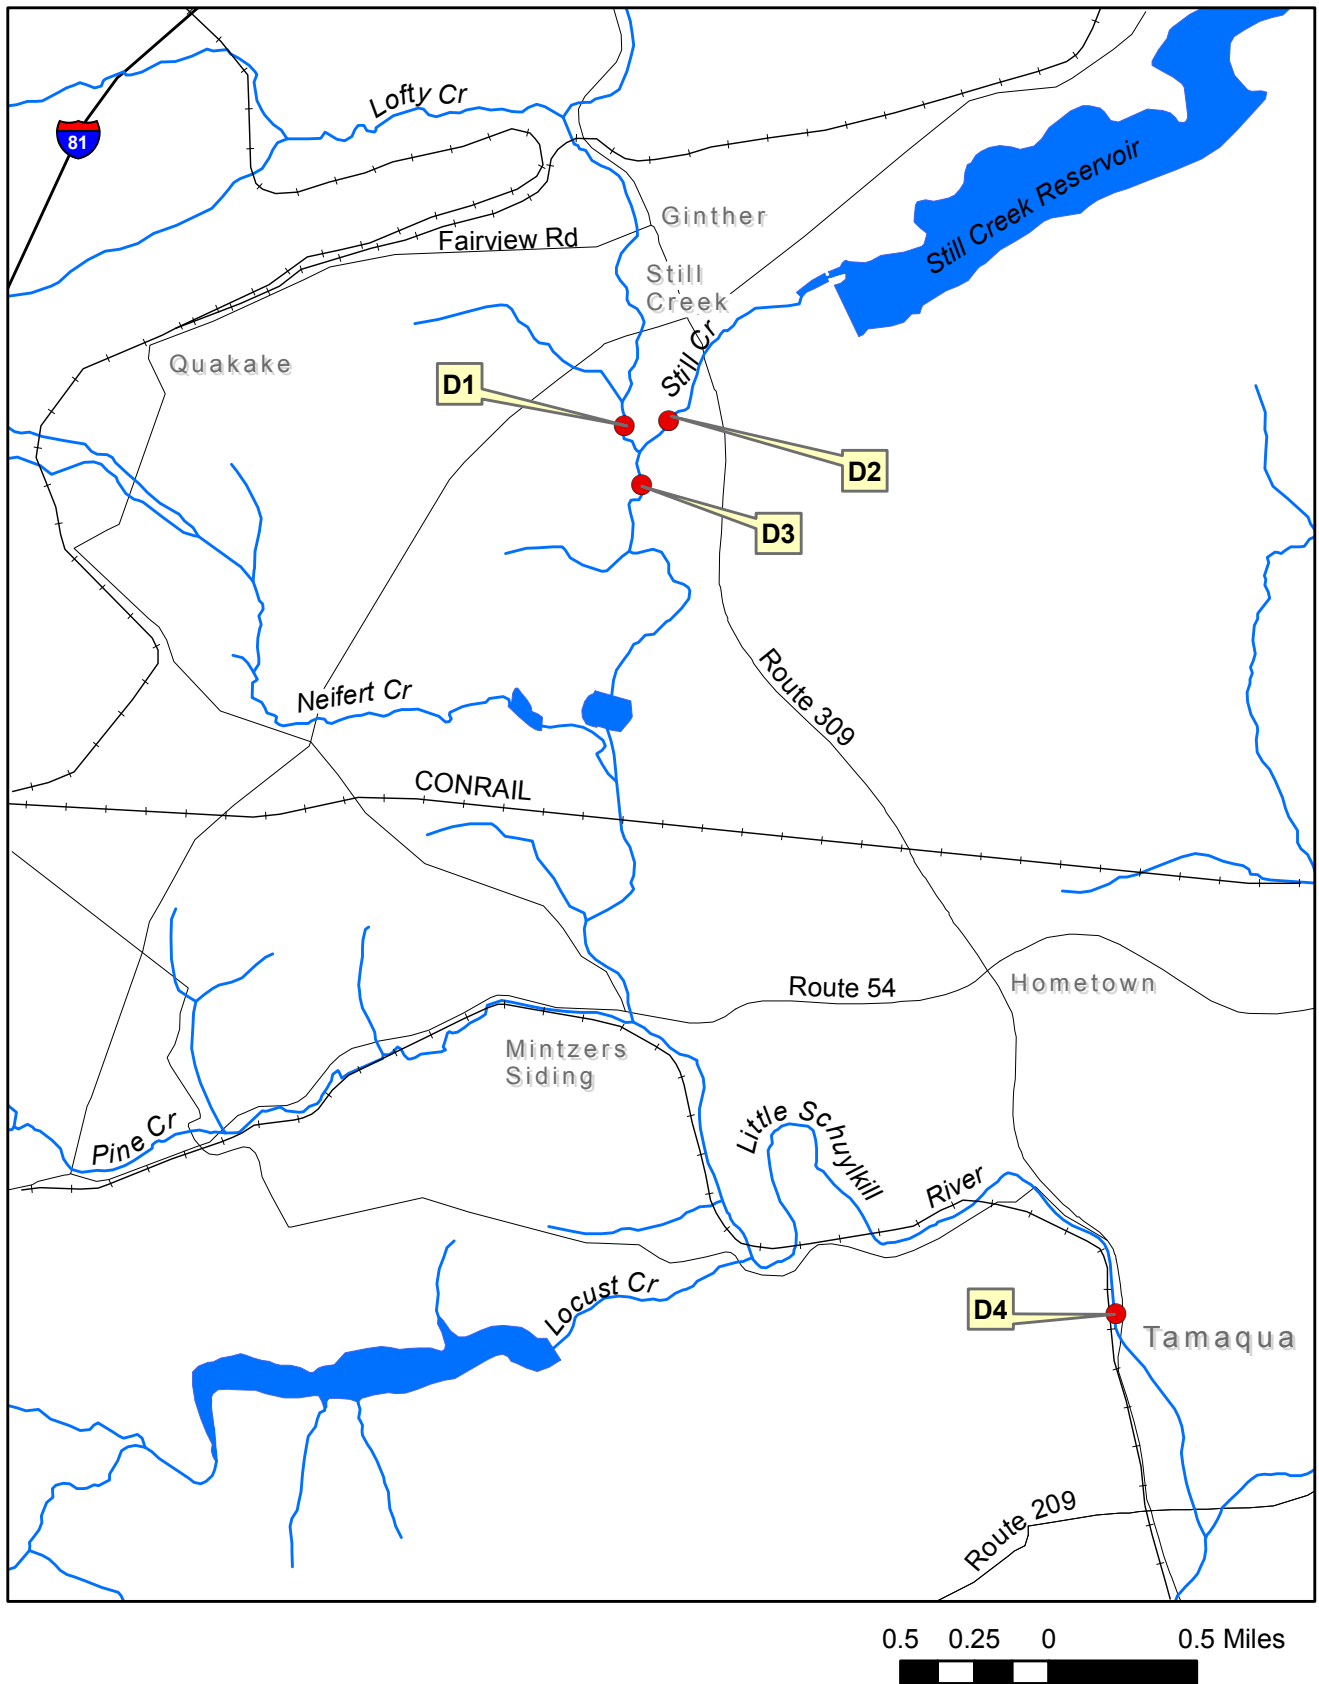 Lofty Cr
81
Still Creek Reservoir
Ginther
Fairview Rd
Still
Creek
Still Cr
Quakake
D1
D2
D3
Route 309
Neifert Cr
CONRAIL
Route 54
Hometown
Mintzers
Siding
Pine Cr
Little Schuylkill
River
Locust Cr
D4
Tamaqua
Route 209
0.5 0.25 0 0.5 Miles